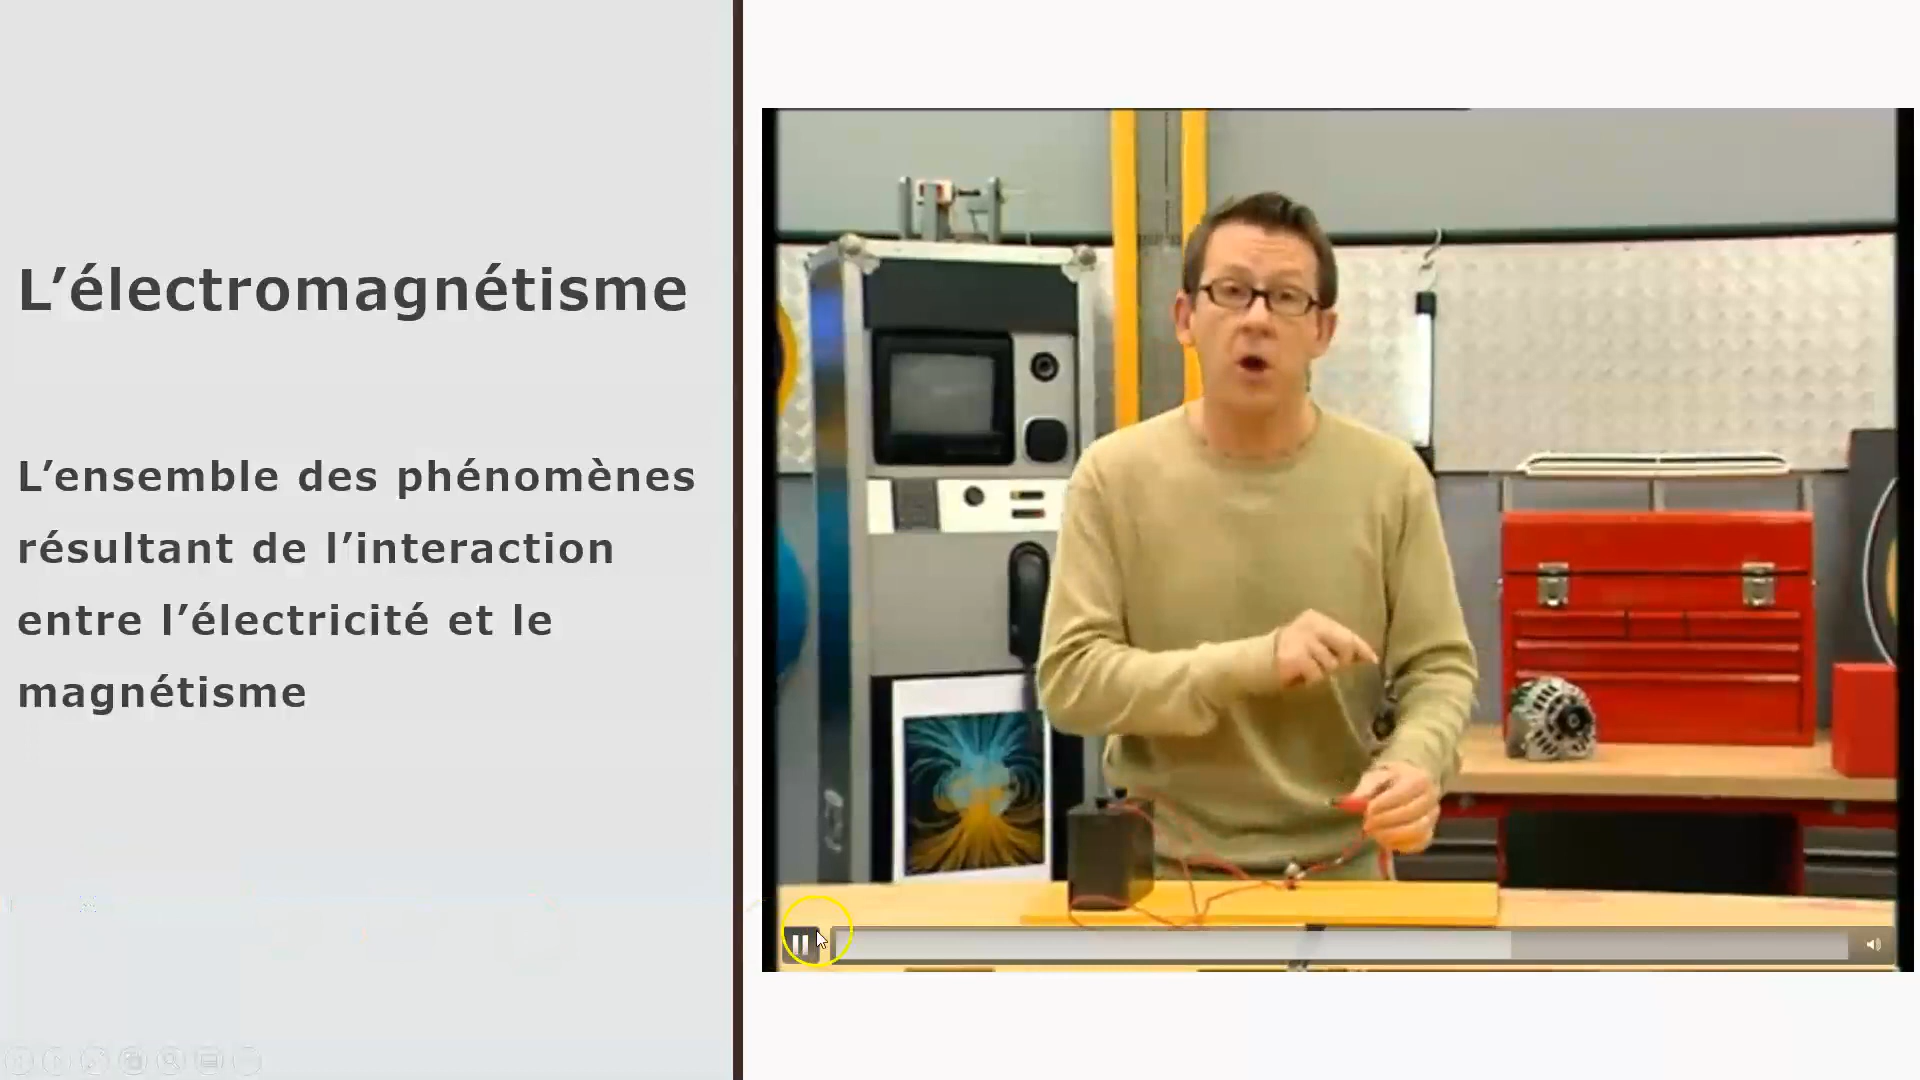 L’électromagnétisme
L’ensemble des phénomènes
résultant de l’interaction
entre l’électricité et le
magnétisme